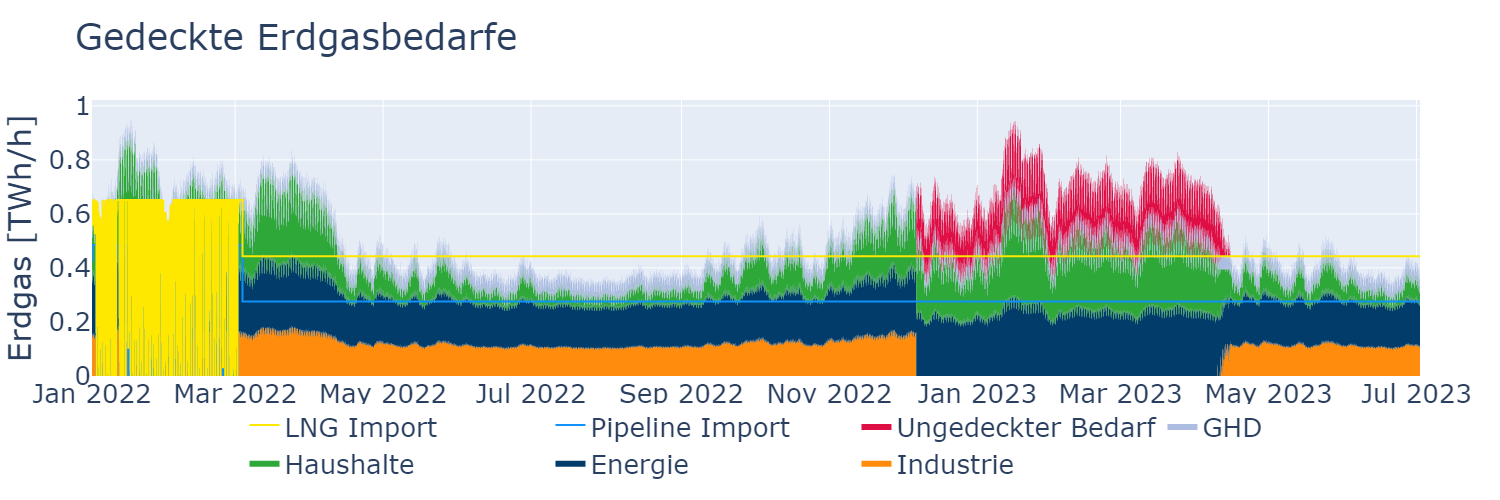 Gedeckte Erdgasbedarfe
Erdgas [TWh/h]
1
0.8
0.6
0.4
0.2
0
Jan 2022 Mar 2022 May 2022 Jul 2022 Sep 2022 Nov 2022 Jan 2023 Mar 2023 May 2023 Jul 2023
LNG Import Pipeline Import Ungedeckter Bedarf GHD
Haushalte Energie Industrie